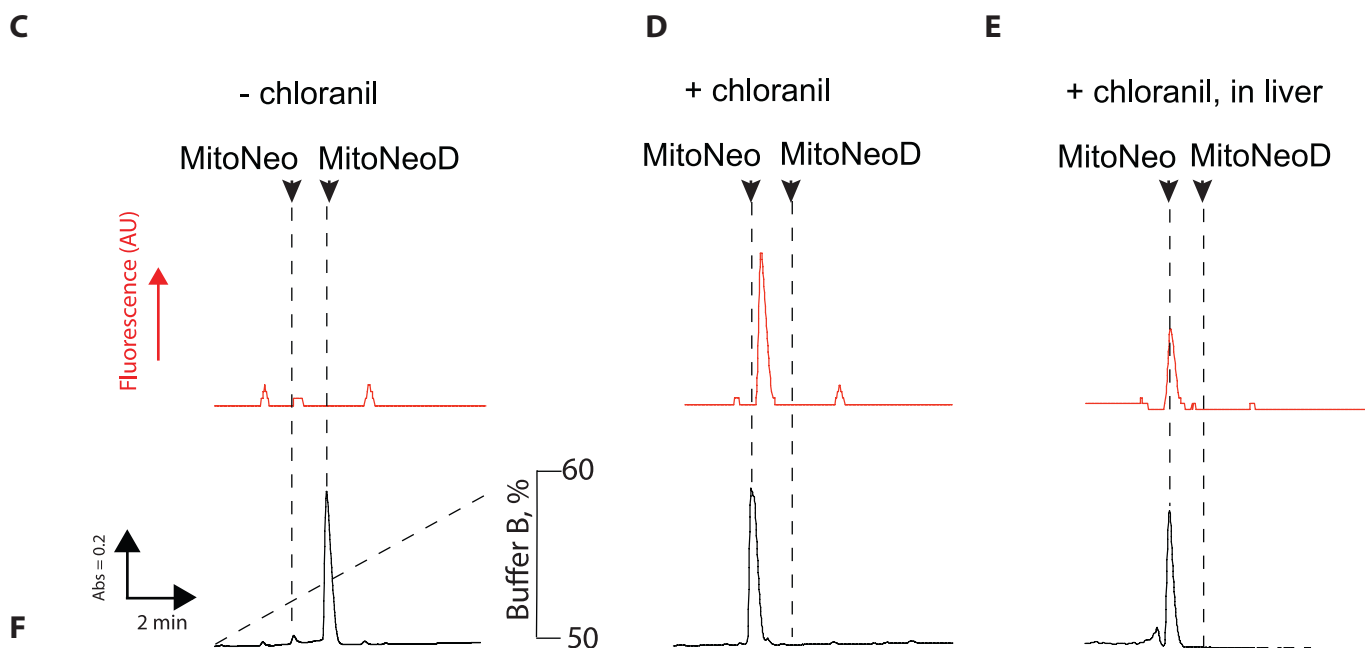 C
D
E
- chloranil
+ chloranil
+ chloranil, in liver
MitoNeo MitoNeoD
MitoNeo MitoNeoD
MitoNeo MitoNeoD
Fluorescence (AU)
60
Buffer B, %
50
Abs = 0.2
2 min
F